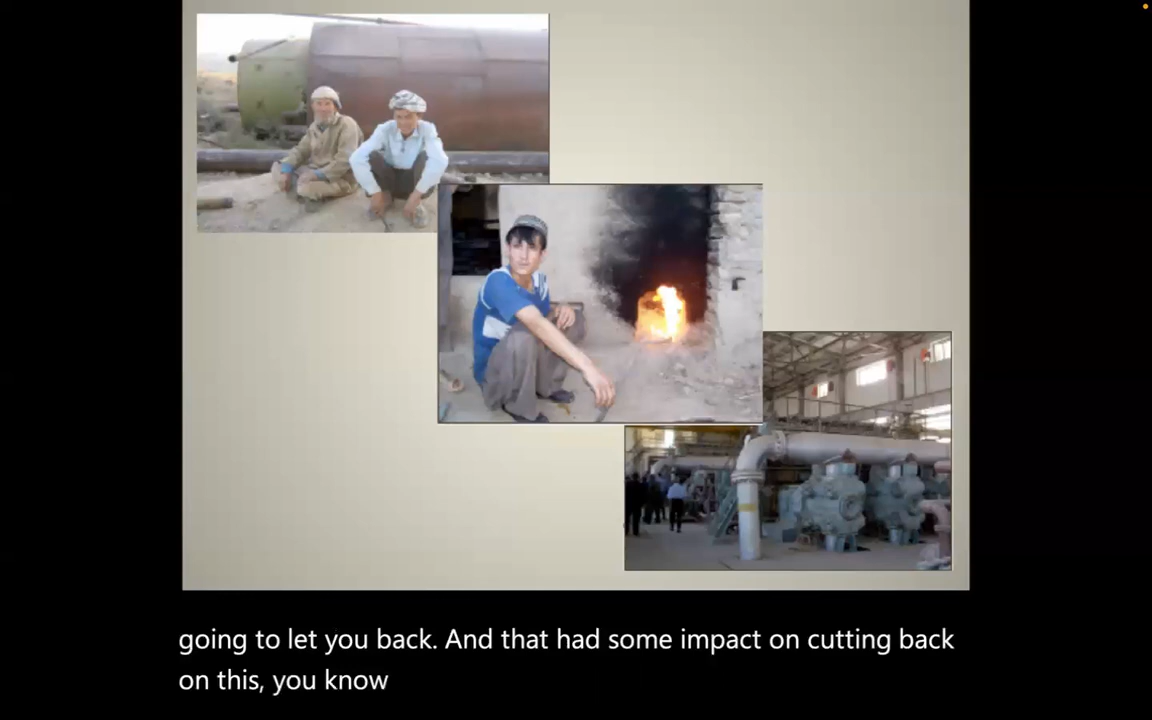 going to let you back. And that had some impact on cutting back
on this, you know